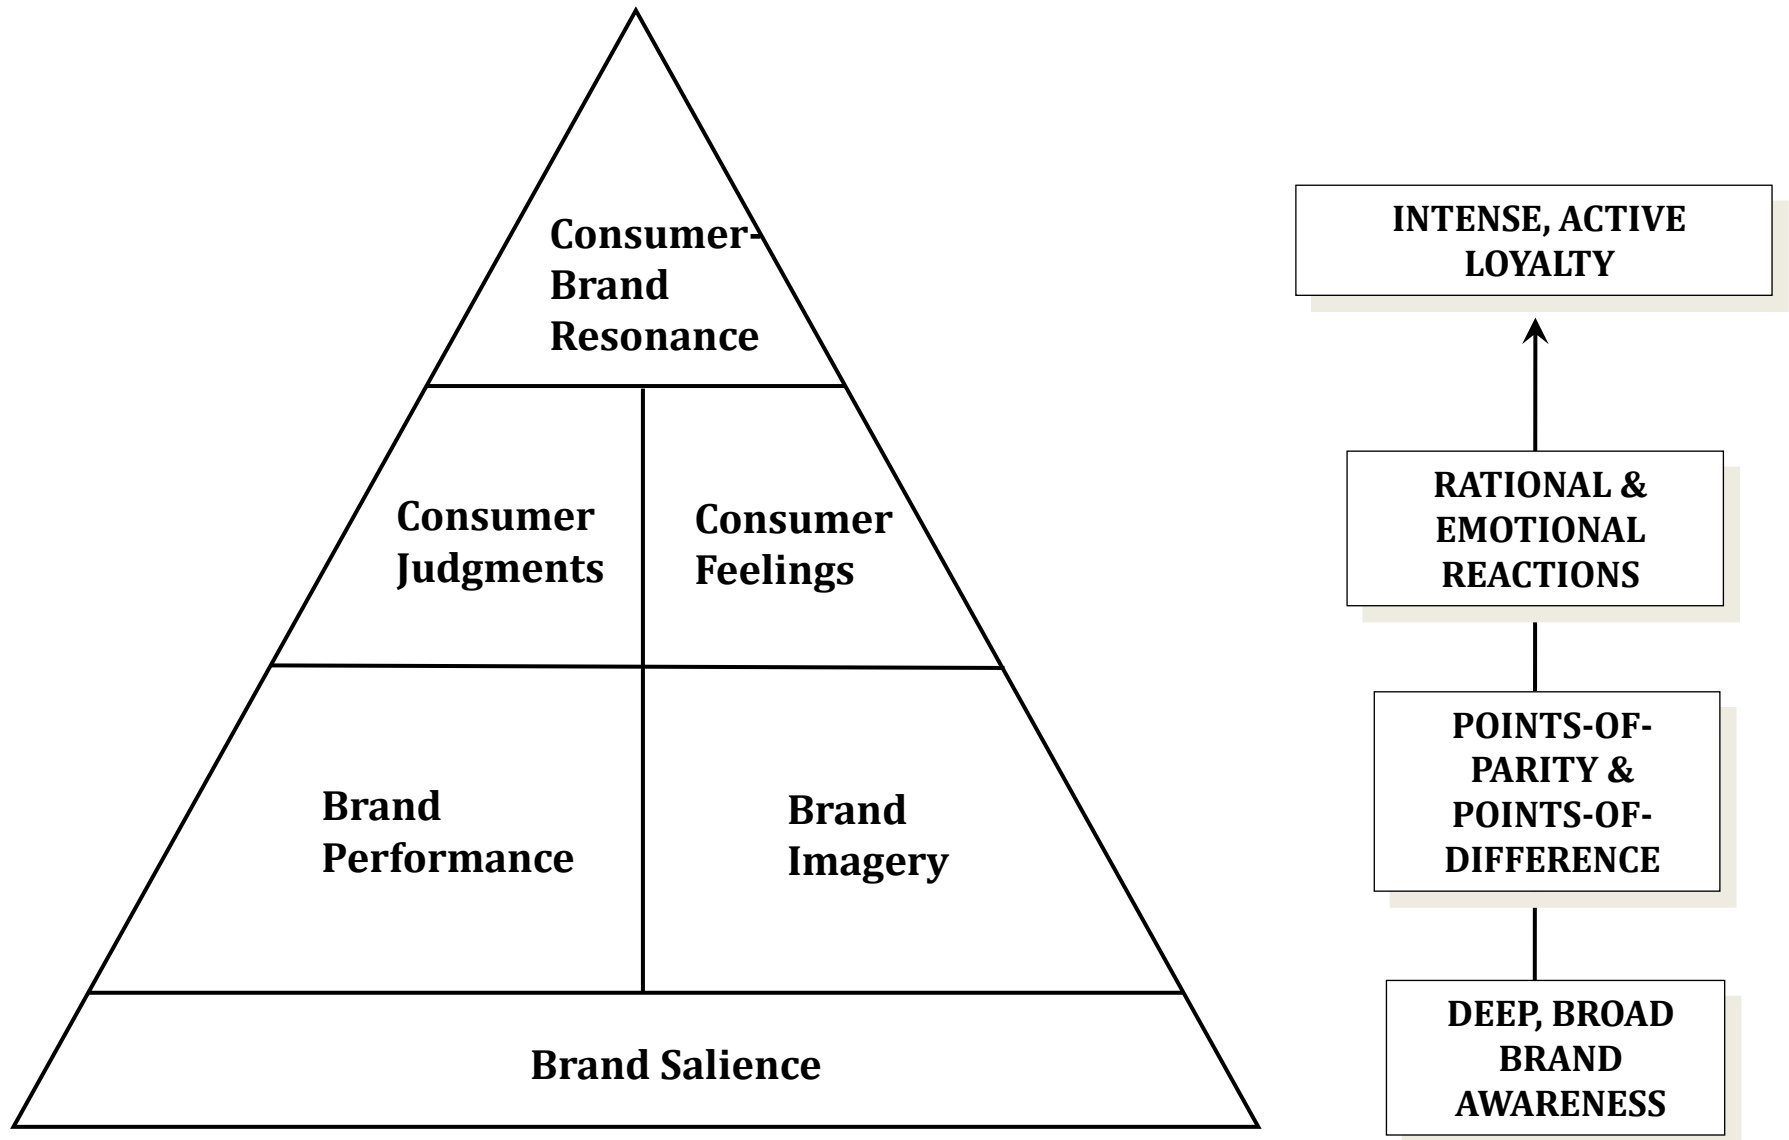 Consumer-
Brand
Resonance
Consumer
Judgments
Consumer
Feelings
Brand
Performance
Brand
Imagery
Brand Salience
INTENSE, ACTIVE
LOYALTY
RATIONAL &
EMOTIONAL
REACTIONS
POINTS-OF-
PARITY &
POINTS-OF-
DIFFERENCE
DEEP, BROAD
BRAND
AWARENESS